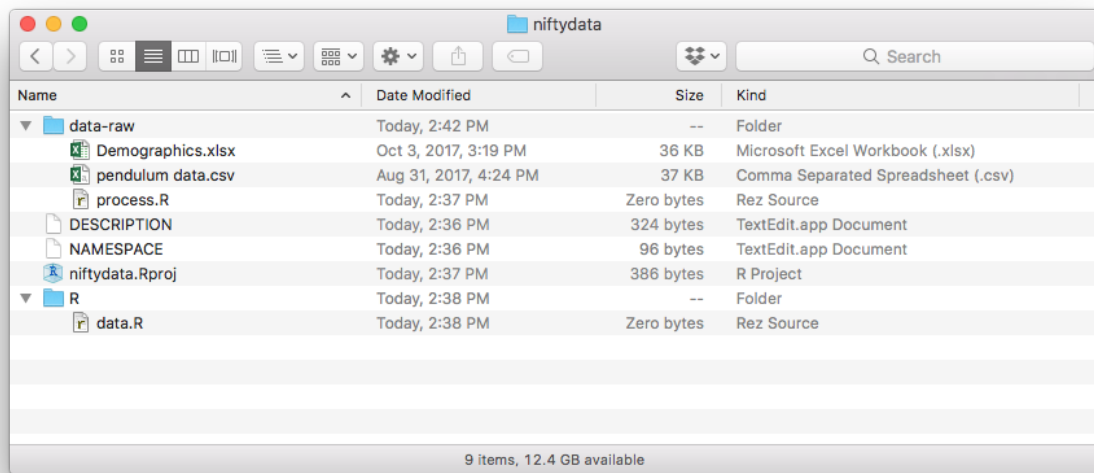 niftydata
Search
Name Date Modified Size Kind
data-raw Today, 2:42 PM -- Folder
Demographics.xlsx Oct 3, 2017, 3:19 PM 36 KB Microsoft Excel Workbook (.xlsx)
pendulum data.csv Aug 31, 2017, 4:24 PM 37 KB Comma Separated Spreadsheet (.csv)
process.R Today, 2:37 PM Zero bytes Rez Source
DESCRIPTION Today, 2:36 PM 324 bytes TextEdit.app Document
NAMESPACE Today, 2:36 PM 96 bytes TextEdit.app Document
niftydata.Rproj Today, 2:37 PM 386 bytes R Project
R Today, 2:38 PM -- Folder
data.R Today, 2:38 PM Zero bytes Rez Source
9 items, 12.4 GB available